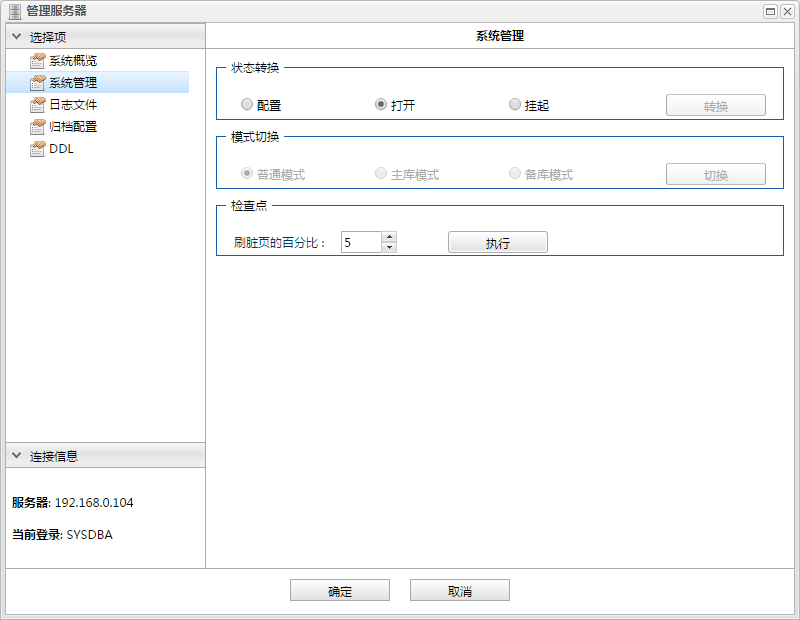 管理服务器
选择项
系统概览
系统管理
日志文件
归档配置
DDL
连接信息
服务器: 192.168.0.104
当前登录: SYSDBA
系统管理
状态转换
配置 打开 挂起 转换
模式切换
普通模式 主库模式 备库模式 切换
检查点
刷脏页的百分比： 5 执行
确定 取消